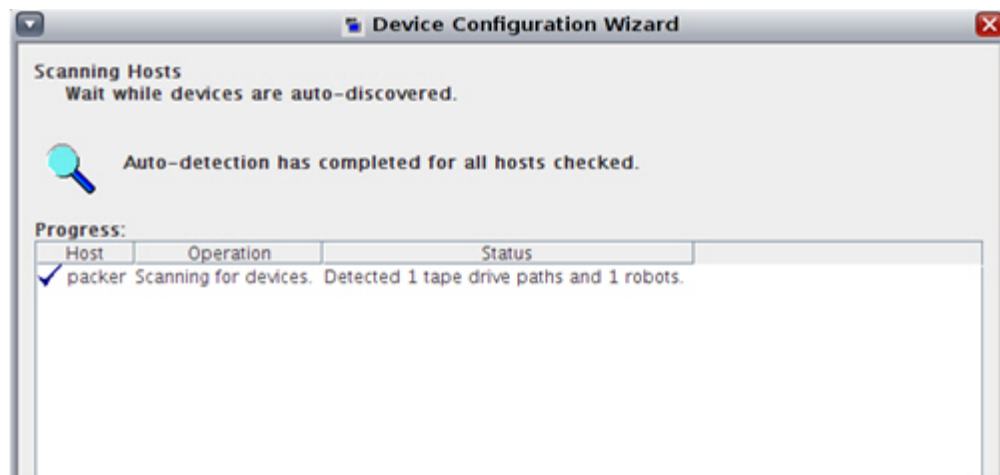 Device Configuration Wizard
Scanning Hosts
Wait while devices are auto-discovered.
Auto-detection has completed for all hosts checked.
Progress:
Host Operation Status
packer Scanning for devices. Detected 1 tape drive paths and 1 robots.